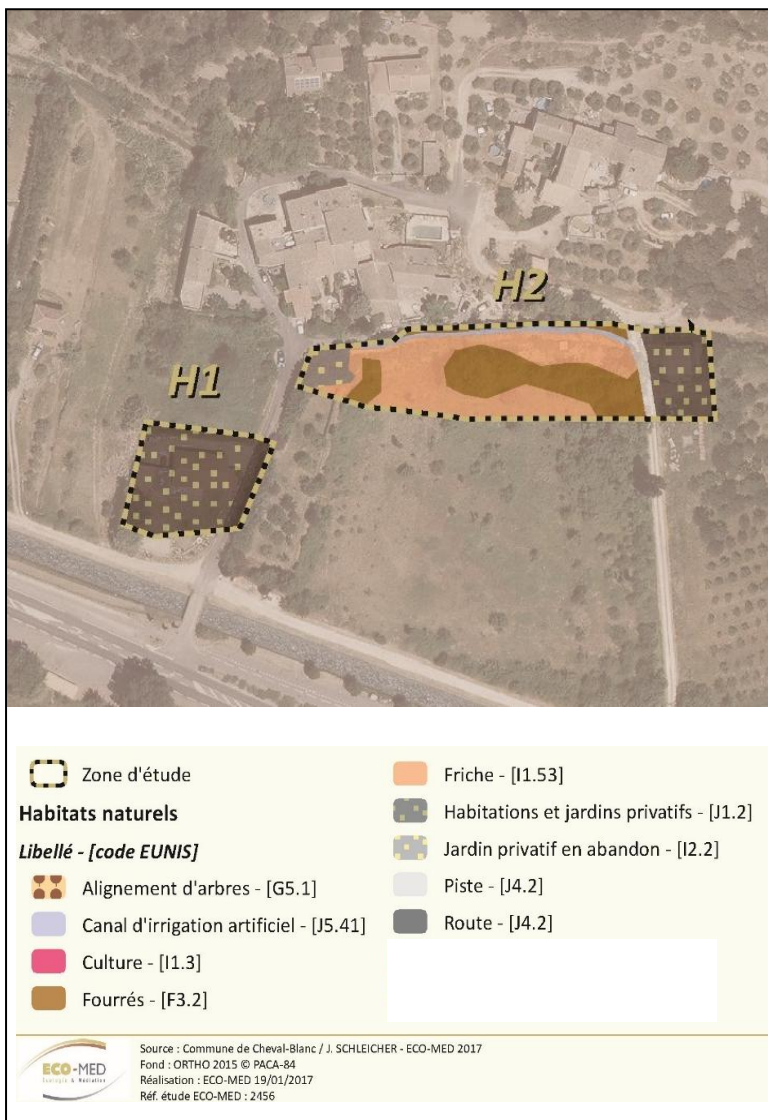 H2
H1
Zone d'étude
Habitats naturels
Libellé - [code EUNIS]
Alignement d'arbres - [G5.1]
Canal d'irrigation artificiel - [J5.41]
Culture - [I1.3]
Fourrés - [F3.2]
Friche - [I1.53]
Habitations et jardins privatifs - [J1.2]
Jardin privatif en abandon - [I2.2]
Piste - [J4.2]
Route - [J4.2]
ECO-MED
Ecologie & Médiation
Source : Commune de Cheval-Blanc / J. SCHLEICHER - ECO-MED 2017
Fond : ORTHO 2015 © PACA-84
Réalisation : ECO-MED 19/01/2017
Réf. étude ECO-MED : 2456